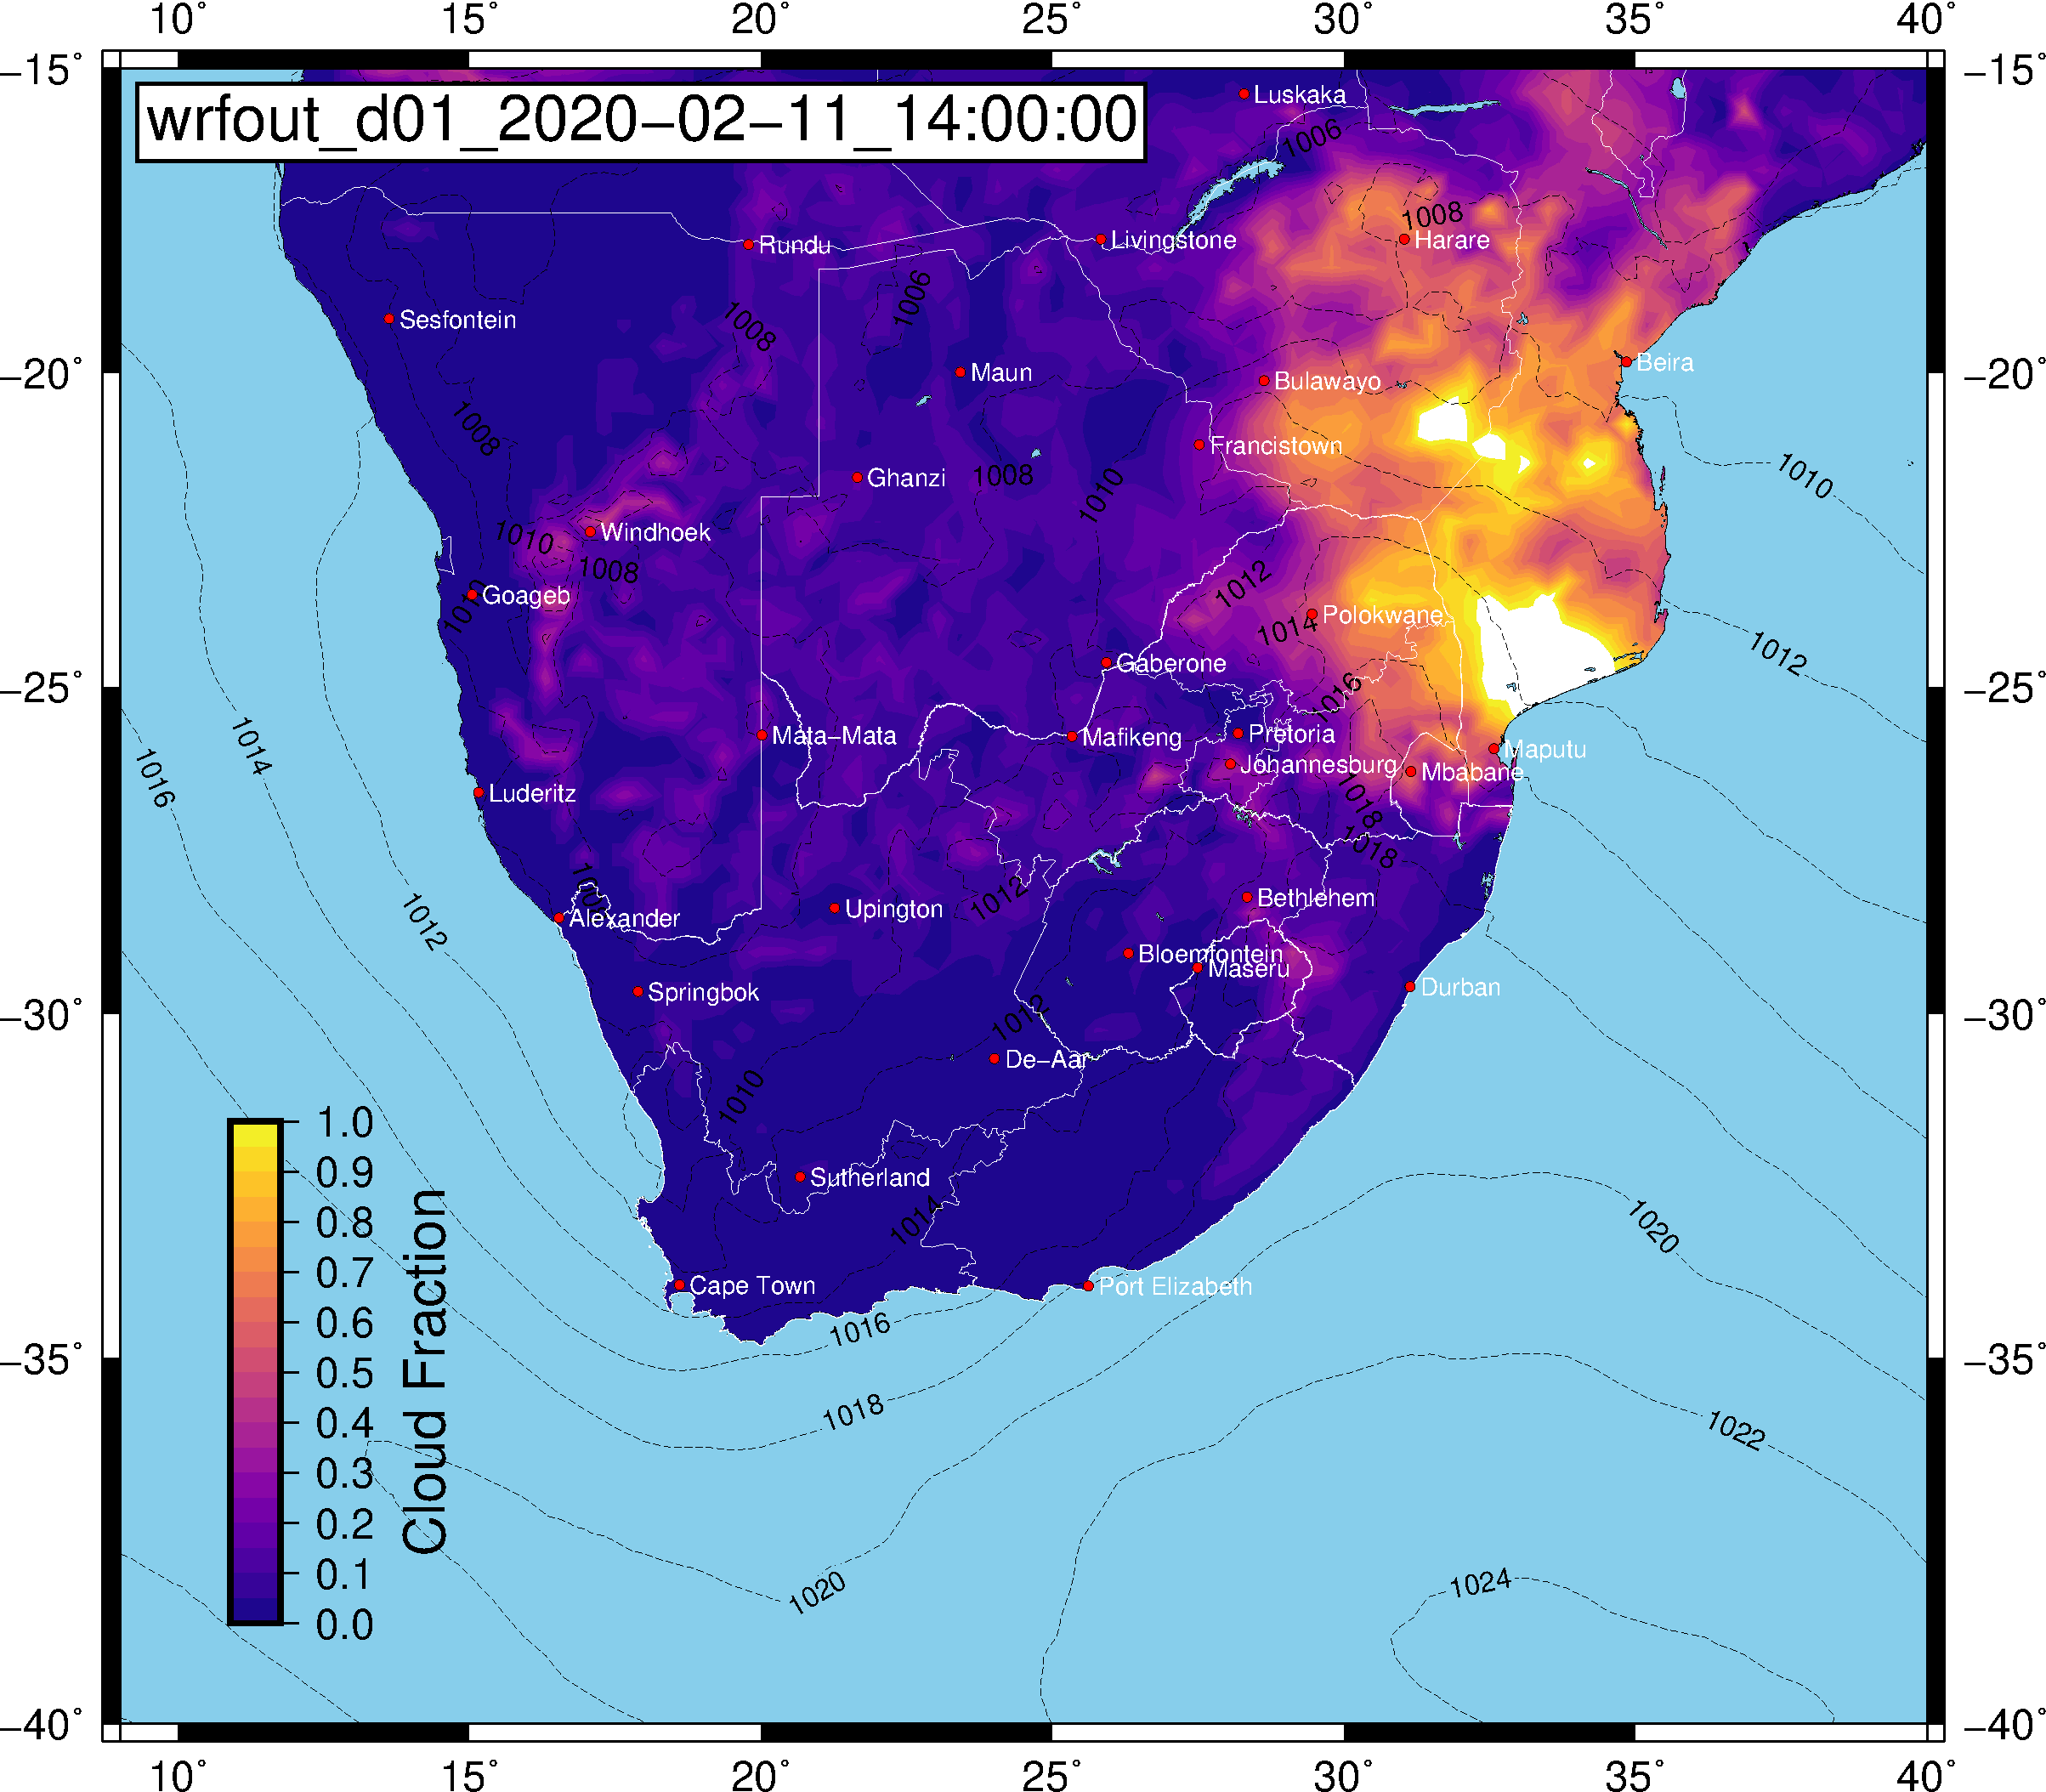 10° 15° 20° 25° 30° 35° 40°
−15° −15°
wrfout_d01_2020−02−11_14:00:00
Luskaka
1006
1008
Rundu
Livingstone
Harare
1006
Sesfontein
1008
Beira
−20° −20°
Maun
Bulawayo
1008
Francistown
Ghanzi
1008
1010
1010
Windhoek
1010
1008
1012
Goageb
1010
Polokwane
1014
1012
Gaberone
−25° −25°
1016
1014
1016
Mata−Mata
Mafikeng
Pretoria
Maputu
Johannesburg
Mbabane
Luderitz
1018
1018
1012
Bethlehem
1012
Upington
Alexander
Bloemfontein
Maseru
Springbok
Durban
−30° −30°
1012
De−Aar
1010
Sutherland
1014
1020
Cape Town
Port Elizabeth
1016
−35° −35°
1018
1022
1020
1024
1.0
0.9
0.8
0.7
0.6
0.5
0.4
0.3
0.2
0.1
0.0
Cloud Fraction
−40° −40°
10° 15° 20° 25° 30° 35° 40°